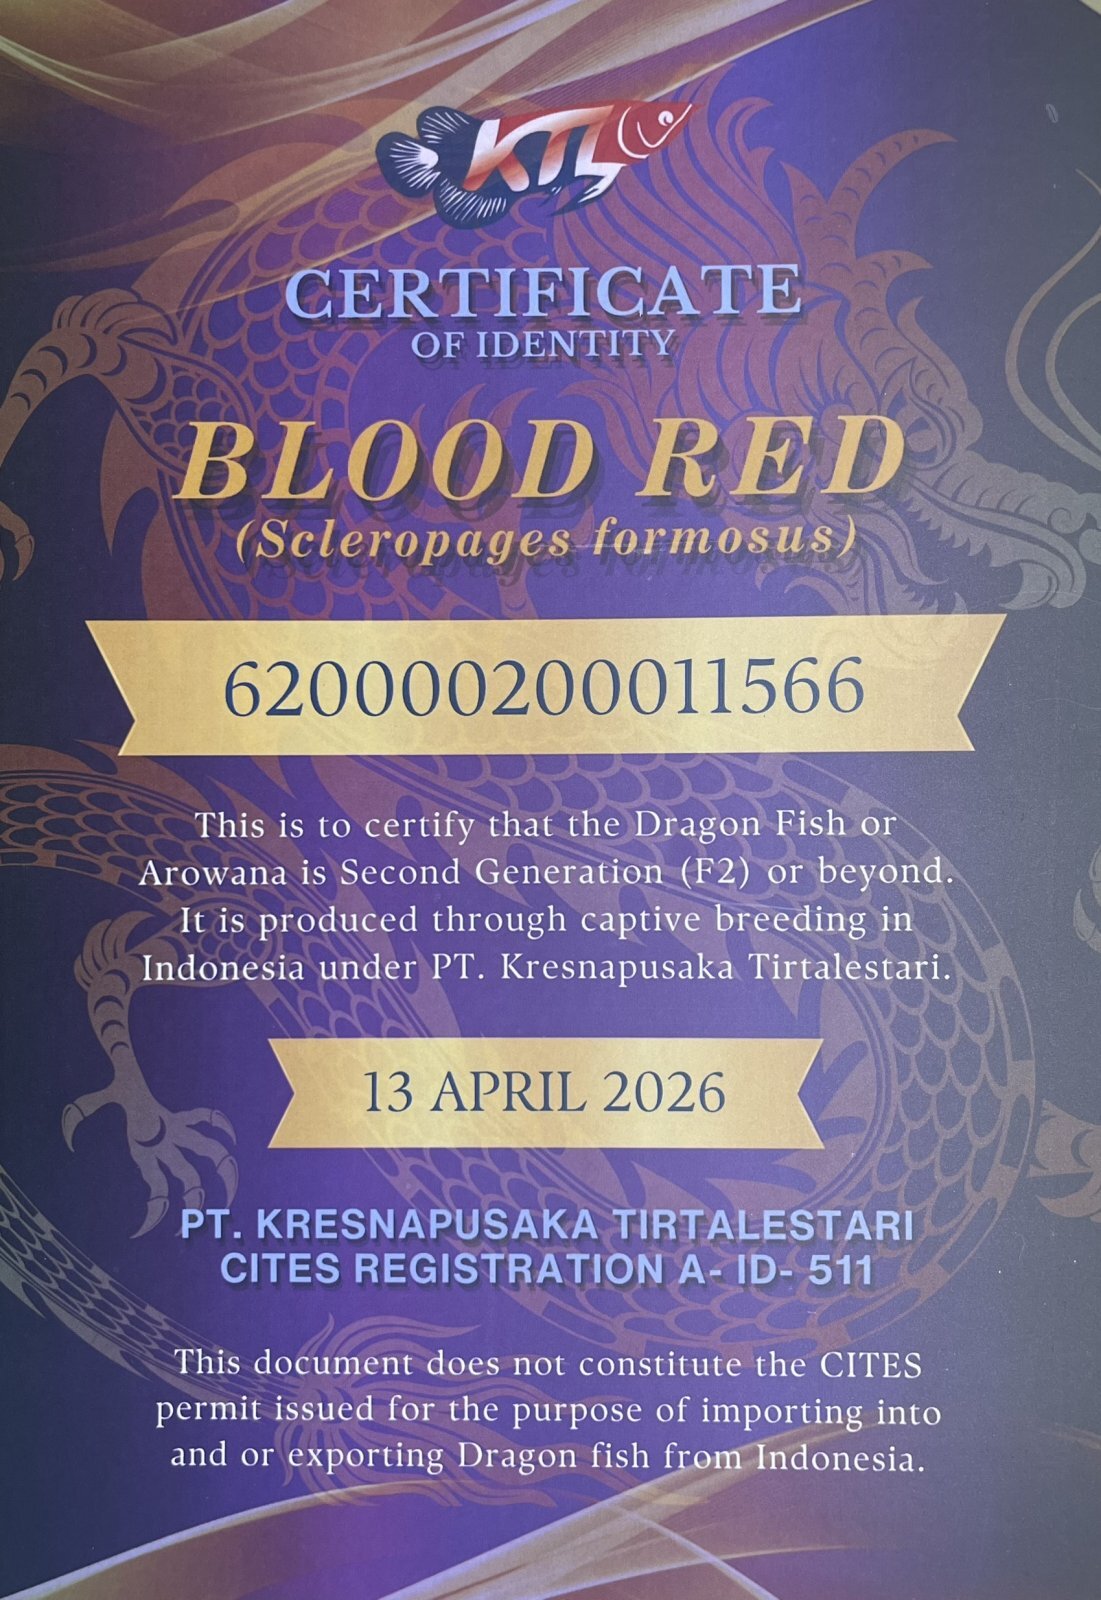 KTL
CERTIFICATE
OF IDENTITY
BLOOD RED
(Scleropages formosus)
620000200011566
This is to certify that the Dragon Fish or
Arowana is Second Generation (F2) or beyond.
It is produced through captive breeding in
Indonesia under PT. Kresnapusaka Tirtalestari.
13 APRIL 2026
PT. KRESNAPUSAKA TIRTALESTARI
CITES REGISTRATION A- ID- 511
This document does not constitute the CITES
permit issued for the purpose of importing into
and or exporting Dragon fish from Indonesia.